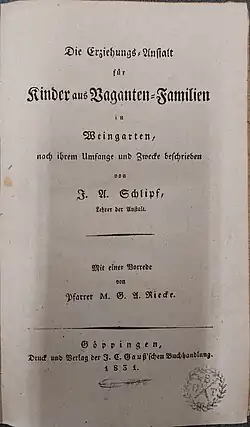 Die Erziehungs-Anstalt
für
Kinder aus Vaganten-Familien
in
Weingarten,
nach ihrem Umfange und Zwecke beschrieben
von
J. A. Schlipf,
Lehrer der Anstalt.
Mit einer Vorrede
von
Pfarrer M. G. A. Riecke.
Göppingen,
Druck und Verlag der J. C. Gauß'schen Buchhandlung.
1831.